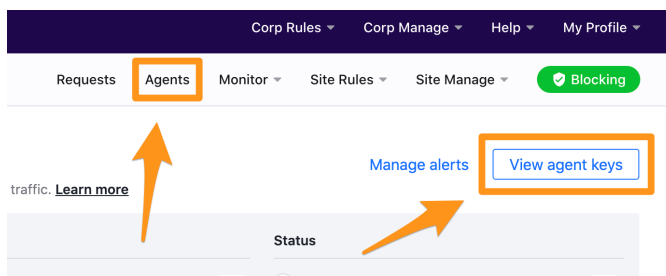 Corp Rules Corp Manage Help My Profile
Requests Agents Monitor Site Rules Site Manage Blocking
Manage alerts View agent keys
traffic. Learn more
Status